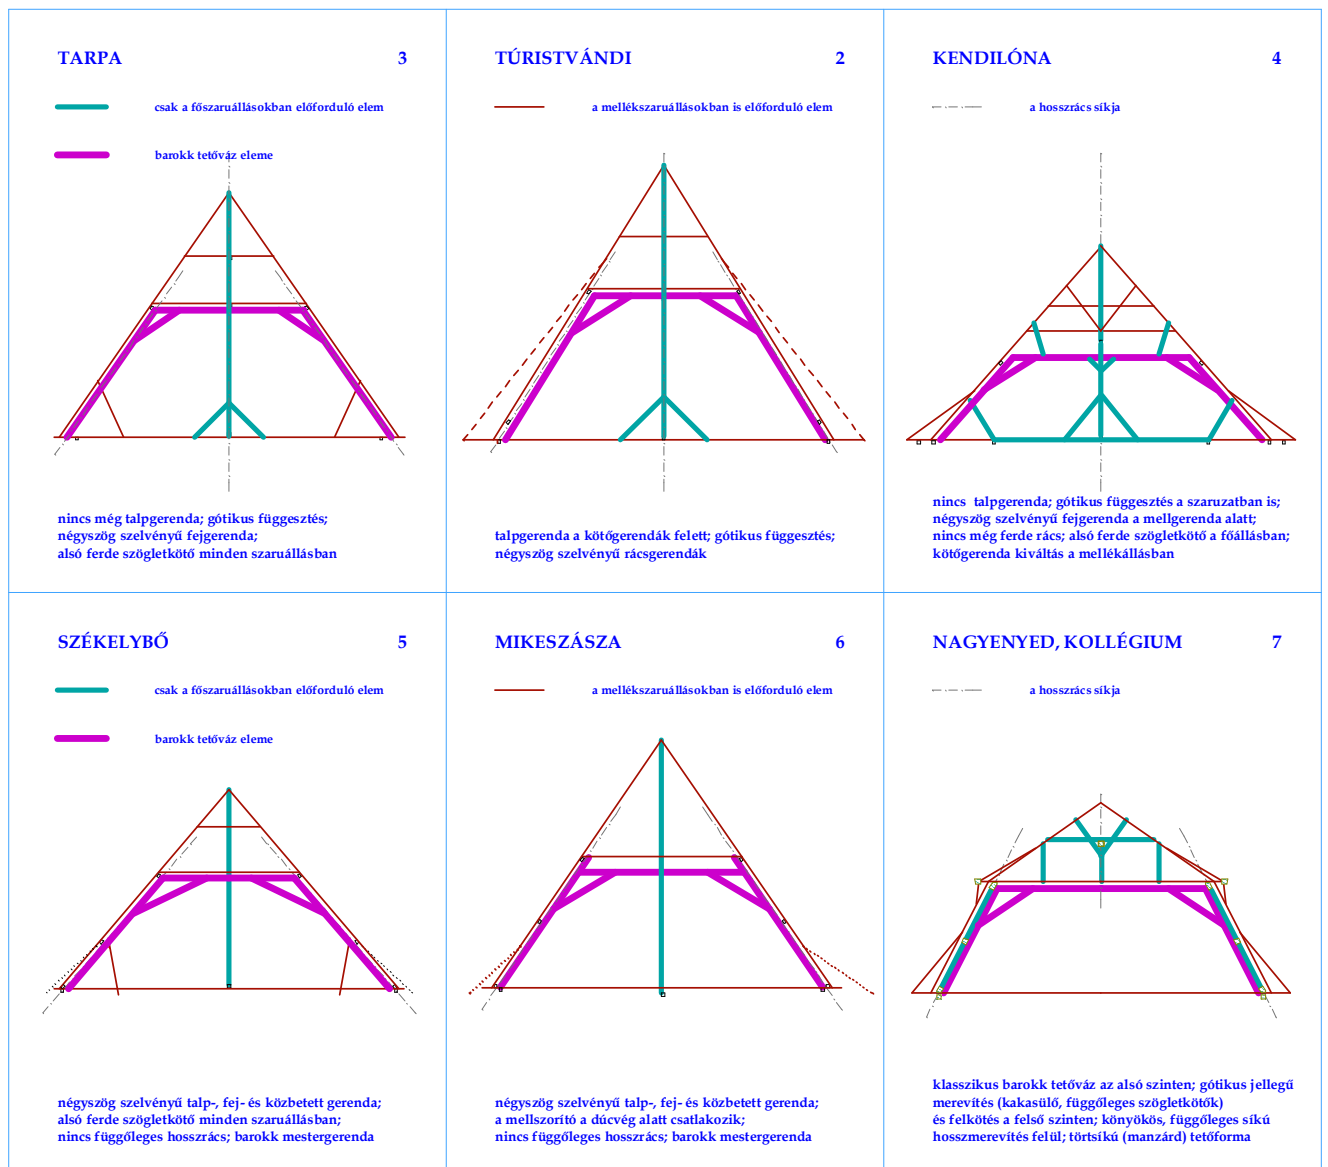 TARPA 3
csak a főszaruállásokban előforduló elem
barokk tetőváz eleme
nincs még talpgerenda; gótikus függesztés;
négyszög szelvényű fejgerenda;
alsó ferde szögletkötő minden szaruállásban
TÚRISTVÁNDI 2
a mellékszaruállásokban is előforduló elem
talpgerenda a kötőgerendák felett; gótikus függesztés;
négyszög szelvényű rácsgerendák
KENDILÓNA 4
a hosszrács síkja
nincs talpgerenda; gótikus függesztés a szaruzatban is;
négyszög szelvényű fejgerenda a mellgerenda alatt;
nincs még ferde rács; alsó ferde szögletkötő a főállásban;
kötőgerenda kiváltás a mellékállásban
SZÉKELYBŐ 5
csak a főszaruállásokban előforduló elem
barokk tetőváz eleme
négyszög szelvényű talp-, fej- és közbetett gerenda;
alsó ferde szögletkötő minden szaruállásban;
nincs függőleges hosszrács; barokk mestergerenda
MIKESZÁSZA 6
a mellékszaruállásokban is előforduló elem
négyszög szelvényű talp-, fej- és közbetett gerenda;
a mellszorító a dúcvég alatt csatlakozik;
nincs függőleges hosszrács; barokk mestergerenda
NAGYENYED, KOLLÉGIUM 7
a hosszrács síkja
klasszikus barokk tetőváz az alsó szinten; gótikus jellegű
merevítés (kakasülő, függőleges szögletkötők)
és felkötés a felső szinten; könyökös, függőleges síkú
hosszmerevítés felül; törtsíkú (manzárd) tetőforma